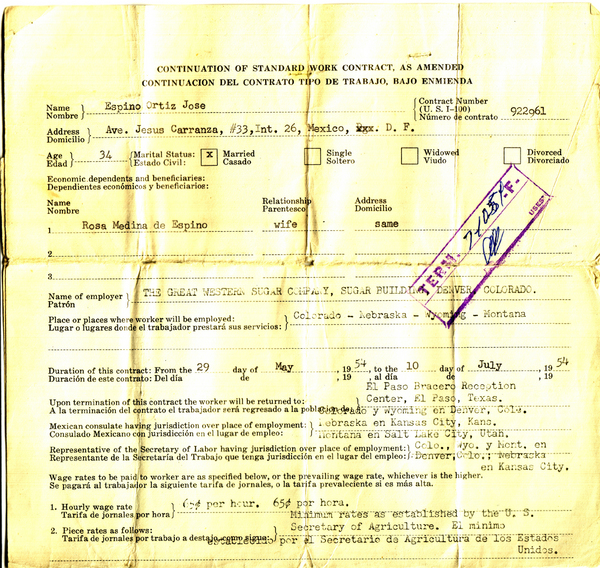 CONTINUATION OF STANDARD WORK CONTRACT, AS AMENDED
CONTINUACION DEL CONTRATO TIPO DE TRABAJO, BAJO ENMIENDA
Name
Nombre } Espino Ortiz Jose { Contract Number
(U. S. I-100)
Número de contrato 922961
Address
Domicilio } Ave. Jesus Carranza, #33, Int. 26, Mexico, D. F.
Age
Edad } 34 { Marital Status:
Estado Civil: X Married
Casado Single
Soltero Widowed
Viudo Divorced
Divorciado
Economic dependents and beneficiaries:
Dependientes económicos y beneficiarios:
Name
Nombre Relationship
Parentesco Address
Domicilio
1. Rosa Medina de Espino wife same
2.
3.
TERM. F. USES
Name of employer
Patrón } THE GREAT WESTERN SUGAR COMPANY, SUGAR BUILDING DENVER, COLORADO.
Place or places where worker will be employed:
Lugar o lugares donde el trabajador prestará sus servicios: } Colorado - Nebraska - Wyoming - Montana
Duration of this contract: From the 29 day of May, 1954, to the 10 day of July, 1954
Duración de este contrato: Del día de , 19 , al día de , 19
Upon termination of this contract the worker will be returned to:
A la terminación del contrato el trabajador será regresado a la población de: } El Paso Bracero Reception
Center, El Paso, Texas.
Mexican consulate having jurisdiction over place of employment:
Consulado Mexicano con jurisdicción en el lugar de empleo: } Colorado y Wyoming en Denver, Colo.
Nebraska en Kansas City, Kans.
Montana en Salt Lake City, Utah.
Representative of the Secretary of Labor having jurisdiction over place of employment:
Representante de la Secretaría del Trabajo que tenga jurisdicción en el lugar del empleo: } Colo., Wyo. y Mont. en
Denver, Colo.; Nebraska
en Kansas City.
Wage rates to be paid to worker are as specified below, or the prevailing wage rate, whichever is the higher.
Se pagará al trabajador la siguiente tarifa de jornales, o la tarifa prevaleciente si es más alta.
1. Hourly wage rate
Tarifa de jornales por hora } 65¢ per hour. 65¢ por hora.
2. Piece rates as follows:
Tarifa de jornales por trabajo a destajo, como sigue: } Minimum rates as established by the U. S.
Secretary of Agriculture. El minimo
establecido por el Secretario de Agricultura de los Estados
Unidos.